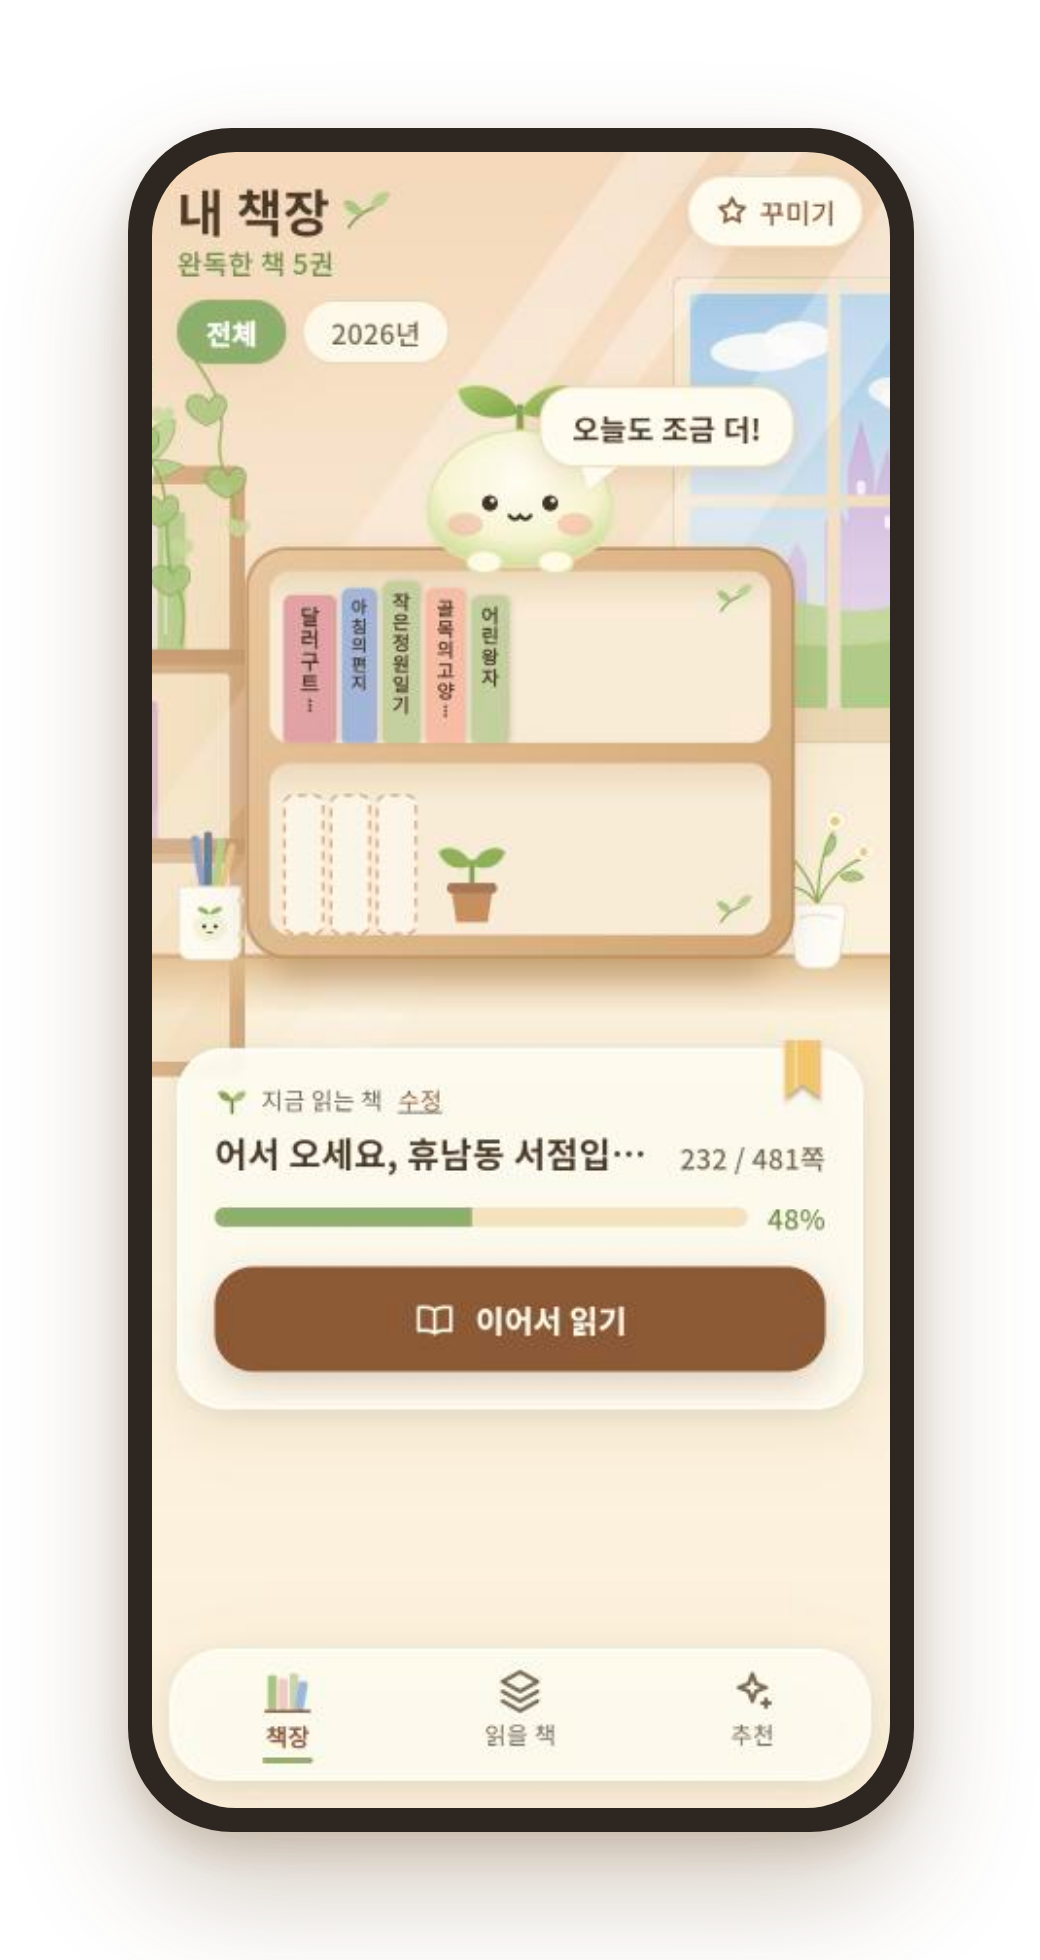 내 책장
꾸미기
완독한 책 5권
전체
2026년
오늘도 조금 더!
달러구트…
아침의편지
작은정원일기
골목의고양…
어린왕자
지금 읽는 책 수정
어서 오세요, 휴남동 서점입…
232 / 481쪽
48%
이어서 읽기
책장
읽을 책
추천